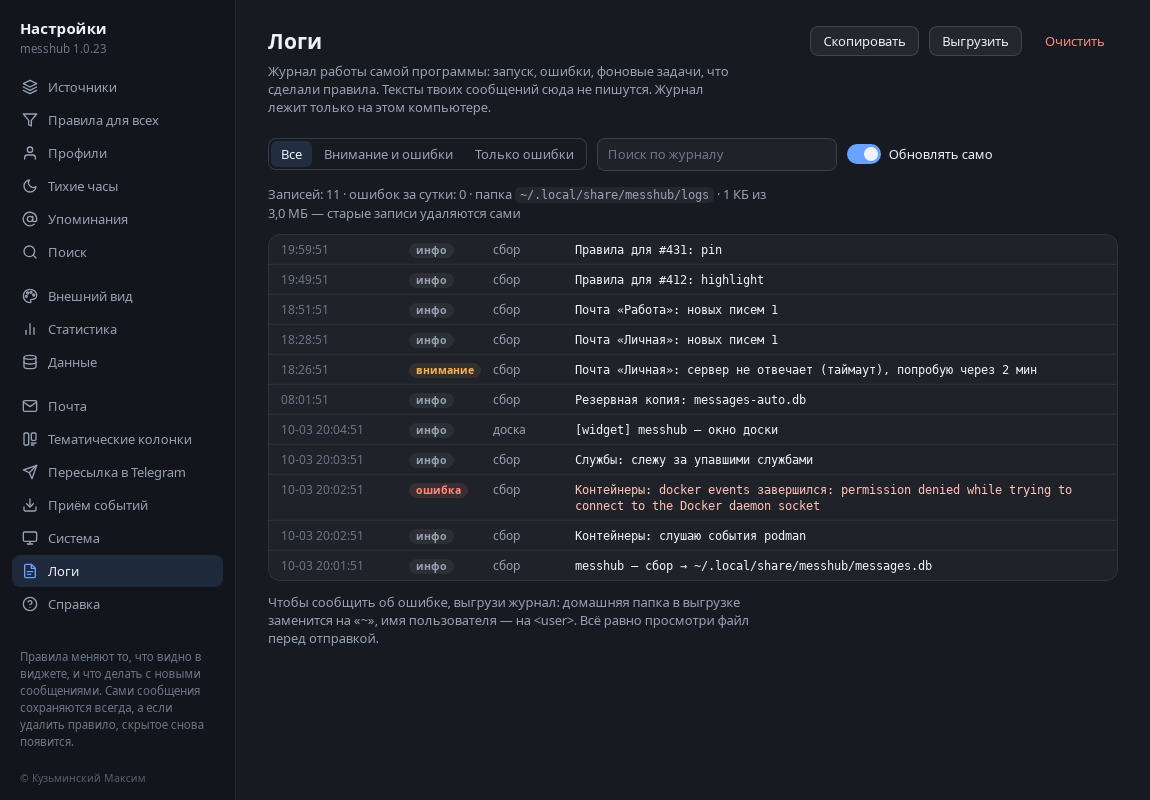 Настройки
messhub 1.0.23
Источники
Правила для всех
Профили
Тихие часы
Упоминания
Поиск
Внешний вид
Статистика
Данные
Почта
Тематические колонки
Пересылка в Telegram
Приём событий
Система
Логи
Справка
Правила меняют то, что видно в
виджете, и что делать с новыми
сообщениями. Сами сообщения
сохраняются всегда, а если
удалить правило, скрытое снова
появится.
© Кузьминский Максим
Логи
Скопировать
Выгрузить
Очистить
Журнал работы самой программы: запуск, ошибки, фоновые задачи, что
сделали правила. Тексты твоих сообщений сюда не пишутся. Журнал
лежит только на этом компьютере.
Все
Внимание и ошибки
Только ошибки
Поиск по журналу
Обновлять само
Записей: 11 · ошибок за сутки: 0 · папка ~/.local/share/messhub/logs · 1 КБ из
3,0 МБ — старые записи удаляются сами
19:59:51 инфо сбор Правила для #431: pin
19:49:51 инфо сбор Правила для #412: highlight
18:51:51 инфо сбор Почта «Работа»: новых писем 1
18:28:51 инфо сбор Почта «Личная»: новых писем 1
18:26:51 внимание сбор Почта «Личная»: сервер не отвечает (таймаут), попробую через 2 мин
08:01:51 инфо сбор Резервная копия: messages-auto.db
10-03 20:04:51 инфо доска [widget] messhub — окно доски
10-03 20:03:51 инфо сбор Службы: слежу за упавшими службами
10-03 20:02:51 ошибка сбор Контейнеры: docker events завершился: permission denied while trying to
connect to the Docker daemon socket
10-03 20:02:51 инфо сбор Контейнеры: слушаю события podman
10-03 20:01:51 инфо сбор messhub — сбор → ~/.local/share/messhub/messages.db
Чтобы сообщить об ошибке, выгрузи журнал: домашняя папка в выгрузке
заменится на «~», имя пользователя — на <user>. Всё равно просмотри файл
перед отправкой.